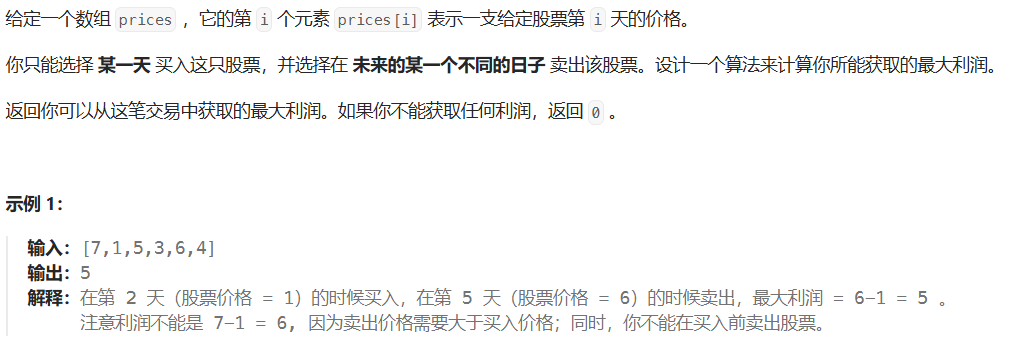 给定一个数组 prices ，它的第 i 个元素 prices[i] 表示一支给定股票第 i 天的价格。
你只能选择 某一天 买入这只股票，并选择在 未来的某一个不同的日子 卖出该股票。设计一个算法来计算你所能获取的最大利润。
返回你可以从这笔交易中获取的最大利润。如果你不能获取任何利润，返回 0 。
示例 1：
输入：[7,1,5,3,6,4]
输出：5
解释：在第 2 天（股票价格 = 1）的时候买入，在第 5 天（股票价格 = 6）的时候卖出，最大利润 = 6-1 = 5 。
注意利润不能是 7-1 = 6, 因为卖出价格需要大于买入价格；同时，你不能在买入前卖出股票。